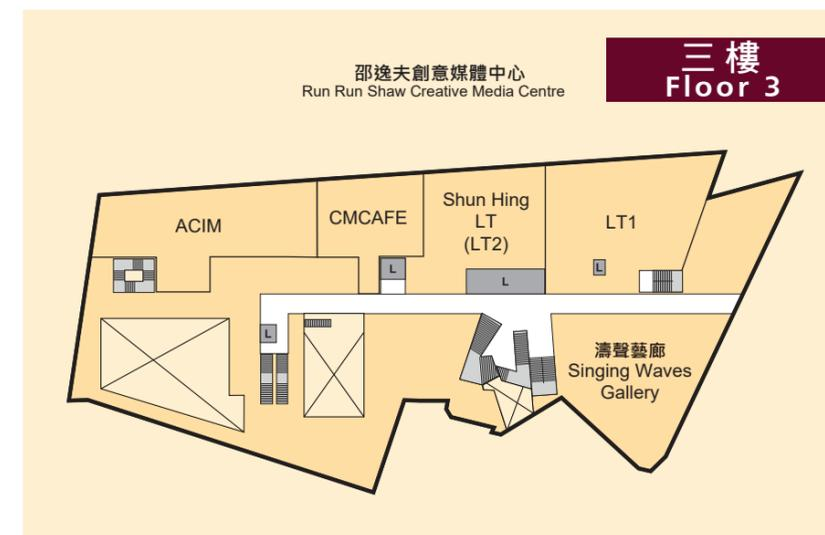 三樓
Floor 3
邵逸夫創意媒體中心
Run Run Shaw Creative Media Centre
ACIM
CMCAFE
Shun Hing
LT
(LT2)
LT1
L
L
L
L
濤聲藝廊
Singing Waves
Gallery